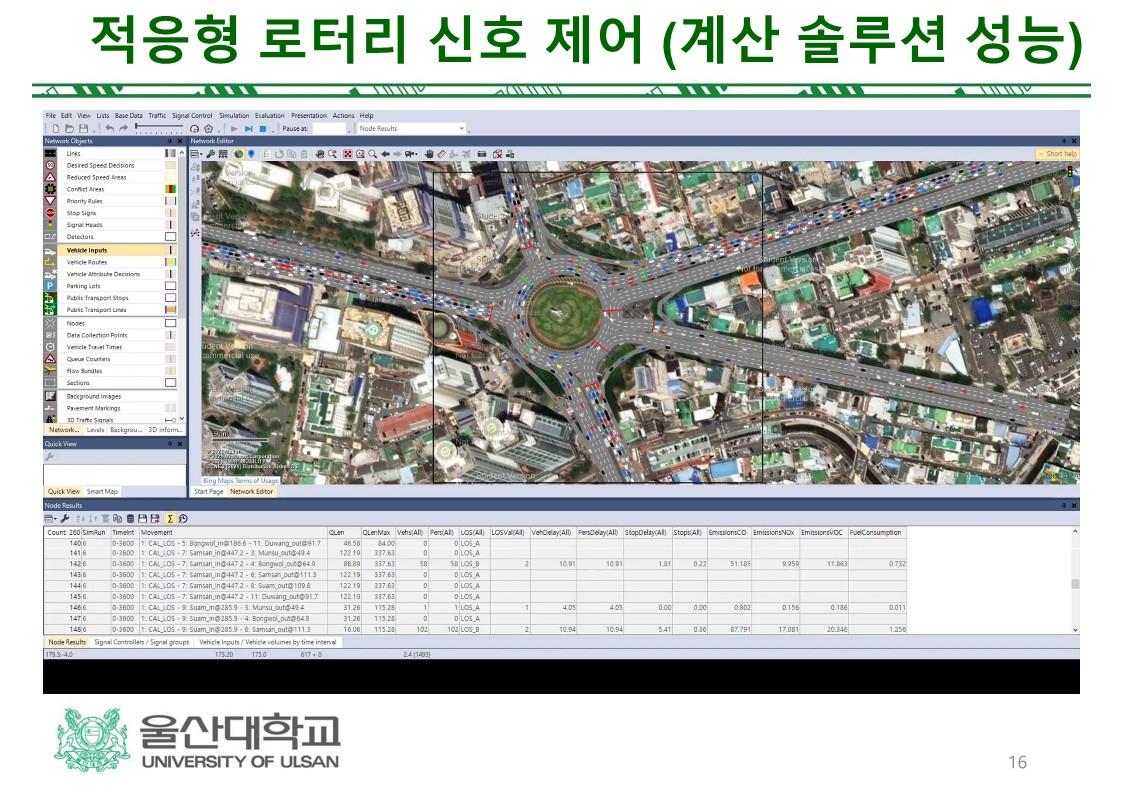 적응형 로터리 신호 제어 (계산 솔루션 성능)
File Edit View Lists Base Data Traffic Signal Control Simulation Evaluation Presentation Actions Help
Pause at: Node Results
Network Objects
Network Editor
Short help
Links
Desired Speed Decisions
Reduced Speed Areas
Conflict Areas
Priority Rules
Stop Signs
Signal Heads
Detectors
Vehicle Inputs
Vehicle Routes
Vehicle Attribute Decisions
Parking Lots
Public Transport Stops
Public Transport Lines
Nodes
Data Collection Points
Vehicle Travel Times
Queue Counters
Flow Bundles
Sections
Background Images
Pavement Markings
3D Traffic Signals
Network... Levels Backgrou... 3D inform...
Quick View
Quick View Smart Map
Student Version
Not for commercial use
Bing Maps Terms of Usage
Start Page Network Editor
Node Results
Count: 260 SimRun TimeInt Movement QLen QLenMax Vehs(All) Pers(All) LOS(All) LOSVal(All) VehDelay(All) PersDelay(All) StopDelay(All) Stops(All) EmissionsCO EmissionsNOx EmissionsVOC FuelConsumption
140 6 0-3600 1: CAL_LOS - 5: Bongwol_in@186.6 - 11: Duwang_out@91.7 46.58 84.00 0 0 LOS_A
141 6 0-3600 1: CAL_LOS - 7: Samsan_in@447.2 - 3: Munsu_out@49.4 122.19 337.63 0 0 LOS_A
142 6 0-3600 1: CAL_LOS - 7: Samsan_in@447.2 - 4: Bongwol_out@64.9 86.89 337.63 58 58 LOS_B 2 10.91 10.91 1.81 0.22 51.185 9.959 11.863 0.732
143 6 0-3600 1: CAL_LOS - 7: Samsan_in@447.2 - 6: Samsan_out@111.3 122.19 337.63 0 0 LOS_A
144 6 0-3600 1: CAL_LOS - 7: Samsan_in@447.2 - 8: Suam_out@109.8 122.19 337.63 0 0 LOS_A
145 6 0-3600 1: CAL_LOS - 7: Samsan_in@447.2 - 11: Duwang_out@91.7 122.19 337.63 0 0 LOS_A
146 6 0-3600 1: CAL_LOS - 9: Suam_in@285.9 - 3: Munsu_out@49.4 31.26 115.28 1 1 LOS_A 1 4.05 4.05 0.00 0.00 0.802 0.156 0.186 0.011
147 6 0-3600 1: CAL_LOS - 9: Suam_in@285.9 - 4: Bongwol_out@64.9 31.26 115.28 0 0 LOS_A
148 6 0-3600 1: CAL_LOS - 9: Suam_in@285.9 - 6: Samsan_out@111.3 16.06 115.28 102 102 LOS_B 2 10.94 10.94 5.41 0.36 87.791 17.081 20.346 1.256
Node Results Signal Controllers / Signal groups Vehicle Inputs / Vehicle volumes by time interval
179.3:-4.0 173.20 173.0 617 + 0 2.4 (1493)
울산대학교
UNIVERSITY OF ULSAN
16